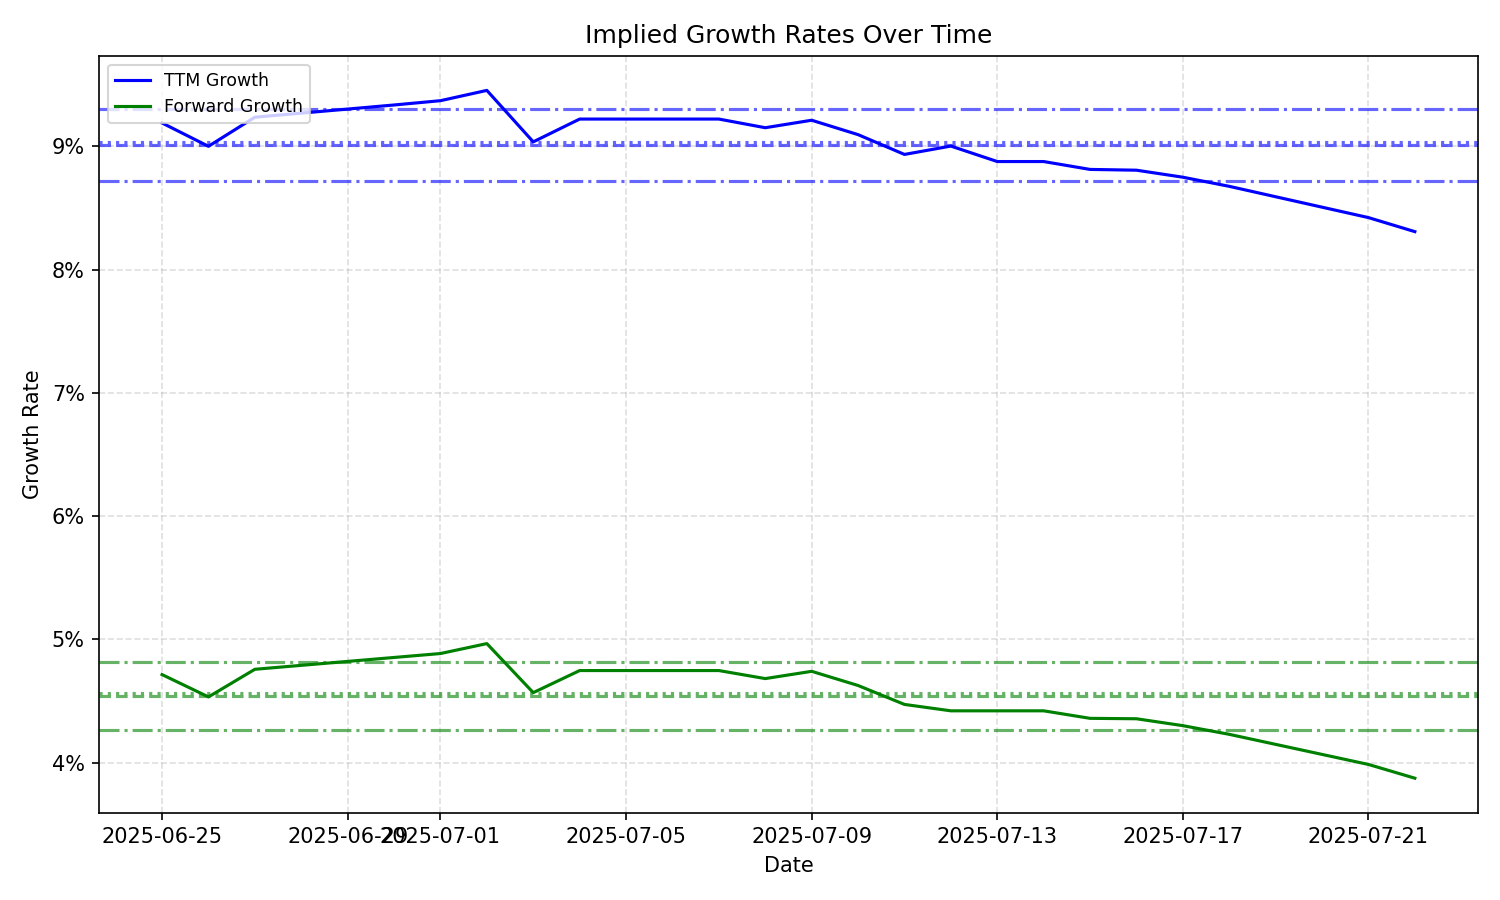 Implied Growth Rates Over Time
TTM Growth
Forward Growth
9%
8%
7%
6%
5%
4%
Growth Rate
2025-06-25
2025-06-29
2025-07-01
2025-07-05
2025-07-09
2025-07-13
2025-07-17
2025-07-21
Date